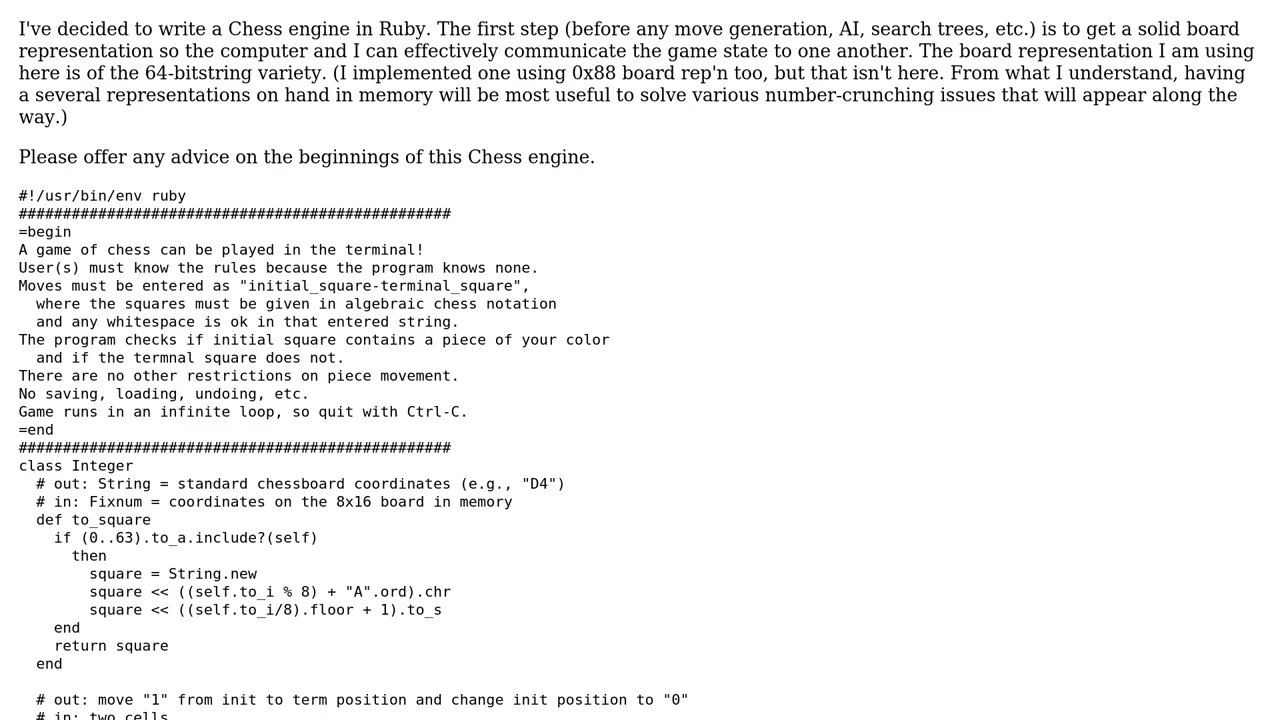 I've decided to write a Chess engine in Ruby. The first step (before any move generation, AI, search trees, etc.) is to get a solid board
representation so the computer and I can effectively communicate the game state to one another. The board representation I am using
here is of the 64-bitstring variety. (I implemented one using 0x88 board rep'n too, but that isn't here. From what I understand, having
a several representations on hand in memory will be most useful to solve various number-crunching issues that will appear along the
way.)
Please offer any advice on the beginnings of this Chess engine.
#!/usr/bin/env ruby
#################################################
=begin
A game of chess can be played in the terminal!
User(s) must know the rules because the program knows none.
Moves must be entered as "initial_square-terminal_square",
  where the squares must be given in algebraic chess notation
  and any whitespace is ok in that entered string.
The program checks if initial square contains a piece of your color
  and if the termnal square does not.
There are no other restrictions on piece movement.
No saving, loading, undoing, etc.
Game runs in an infinite loop, so quit with Ctrl-C.
=end
#################################################
class Integer
  # out: String = standard chessboard coordinates (e.g., "D4")
  # in: Fixnum = coordinates on the 8x16 board in memory
  def to_square
    if (0..63).to_a.include?(self)
      then
        square = String.new
        square << ((self.to_i % 8) + "A".ord).chr
        square << ((self.to_i/8).floor + 1).to_s
    end
    return square
  end
  # out: move "1" from init to term position and change init position to "0"
  # in: two cells